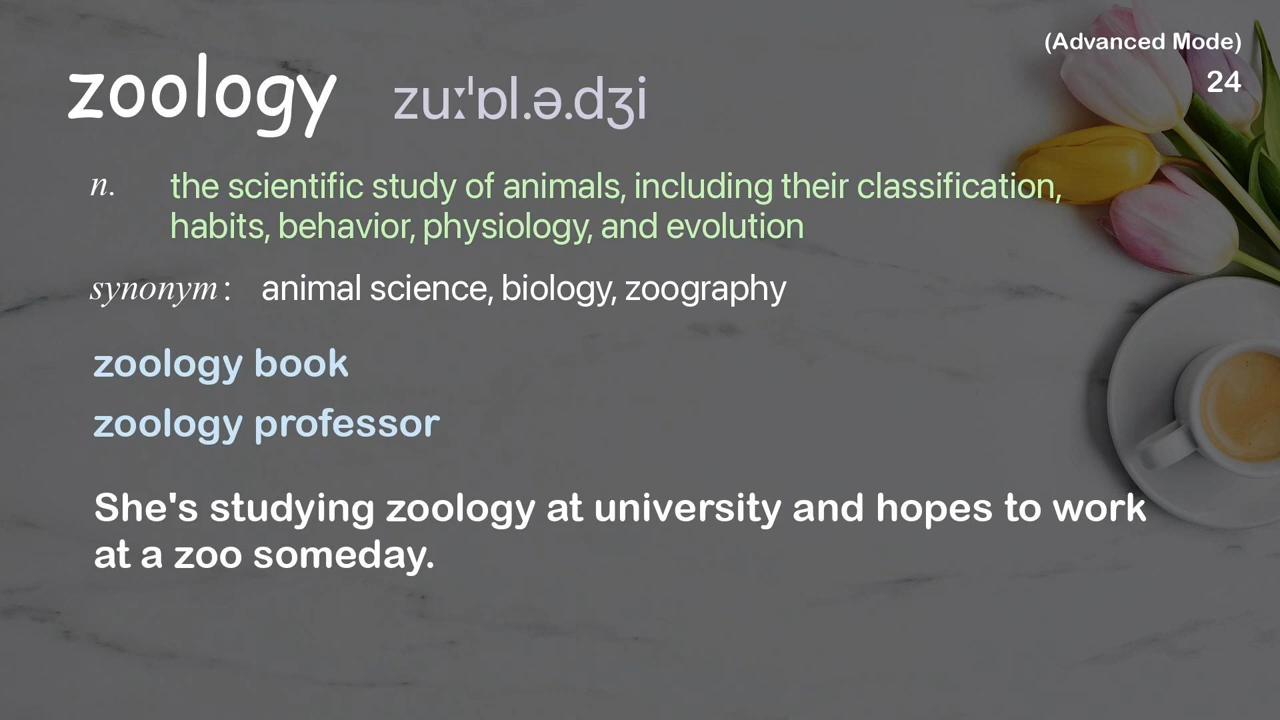 (Advanced Mode)
24
zoology zuːˈɒl.ə.dʒi
n. the scientific study of animals, including their classification,
habits, behavior, physiology, and evolution
synonym: animal science, biology, zoography
zoology book
zoology professor
She's studying zoology at university and hopes to work
at a zoo someday.